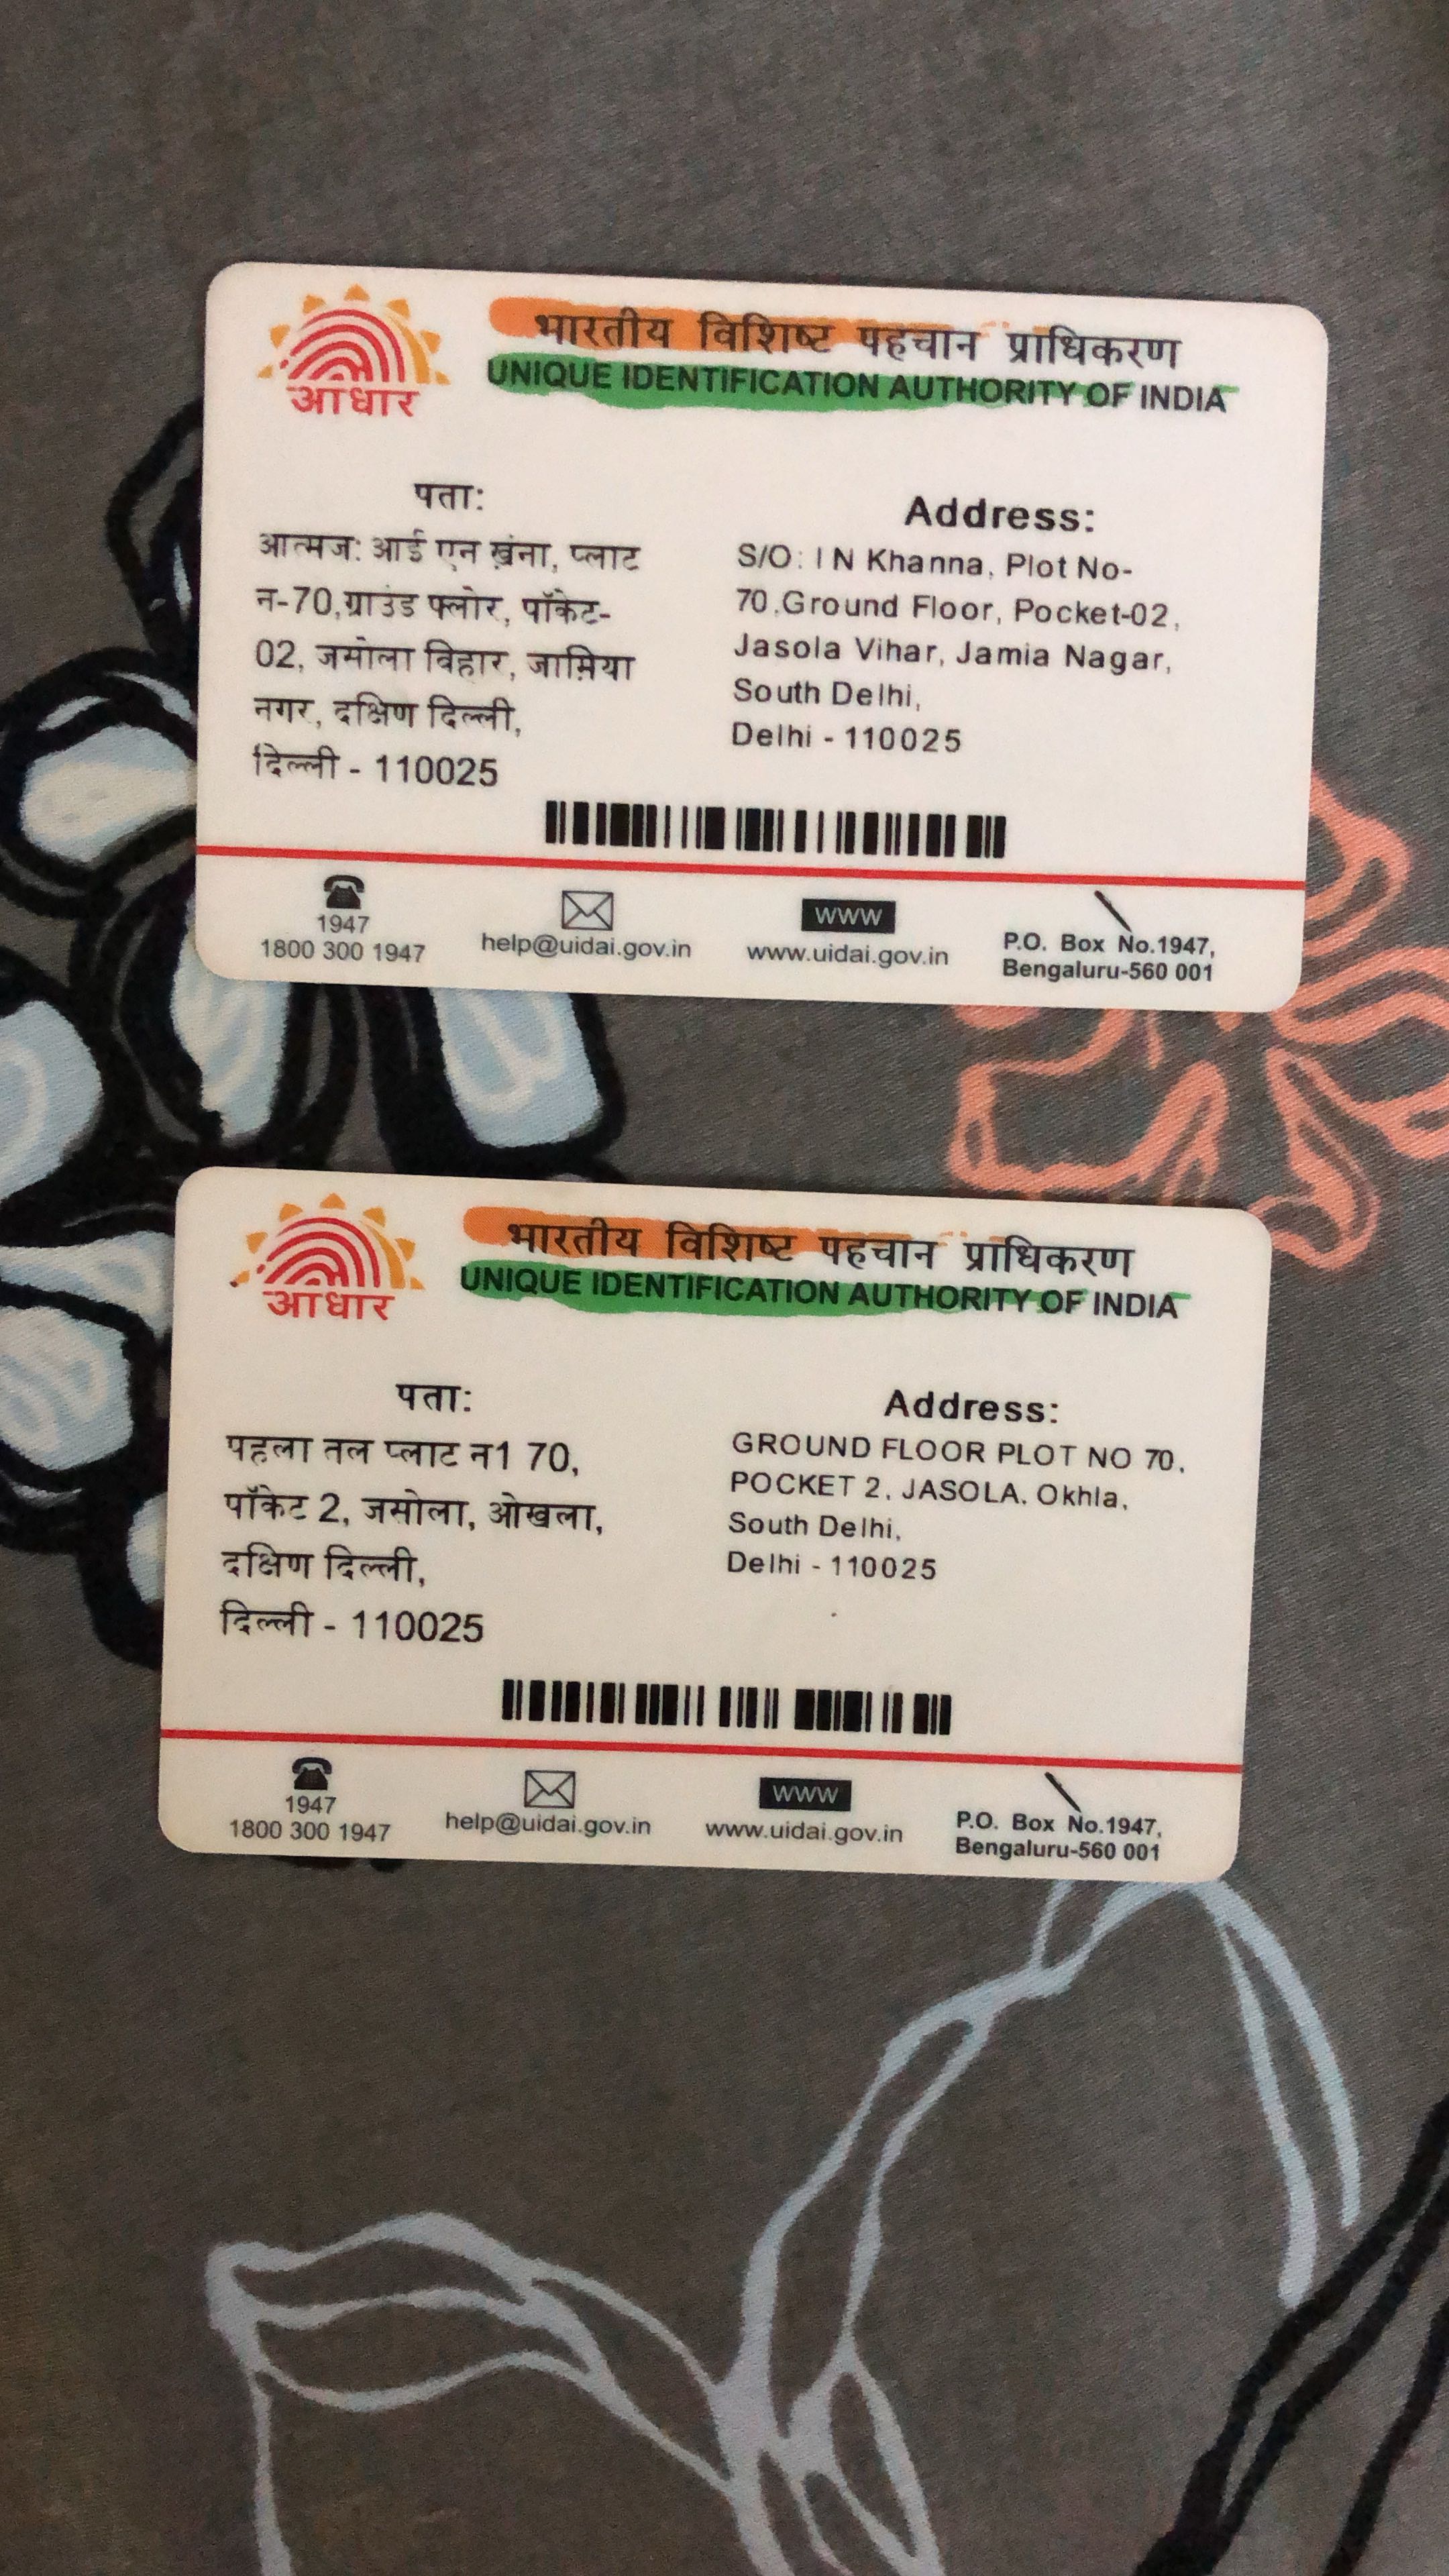 आधार
भारतीय विशिष्ट पहचान प्राधिकरण
UNIQUE IDENTIFICATION AUTHORITY OF INDIA
पता:
आत्मज: आई एन ख़ंना, प्लाट
न-70,ग्राउंड फ्लोर, पॉकेट-
02, जसोला विहार, जामिया
नगर, दक्षिण दिल्ली,
दिल्ली - 110025
Address:
S/O: I N Khanna, Plot No-
70,Ground Floor, Pocket-02,
Jasola Vihar, Jamia Nagar,
South Delhi,
Delhi - 110025
1947
1800 300 1947
help@uidai.gov.in
WWW
www.uidai.gov.in
P.O. Box No.1947,
Bengaluru-560 001
आधार
भारतीय विशिष्ट पहचान प्राधिकरण
UNIQUE IDENTIFICATION AUTHORITY OF INDIA
पता:
पहला तल प्लाट न1 70,
पॉकेट 2, जसोला, ओखला,
दक्षिण दिल्ली,
दिल्ली - 110025
Address:
GROUND FLOOR PLOT NO 70,
POCKET 2, JASOLA, Okhla,
South Delhi,
Delhi - 110025
1947
1800 300 1947
help@uidai.gov.in
WWW
www.uidai.gov.in
P.O. Box No.1947,
Bengaluru-560 001